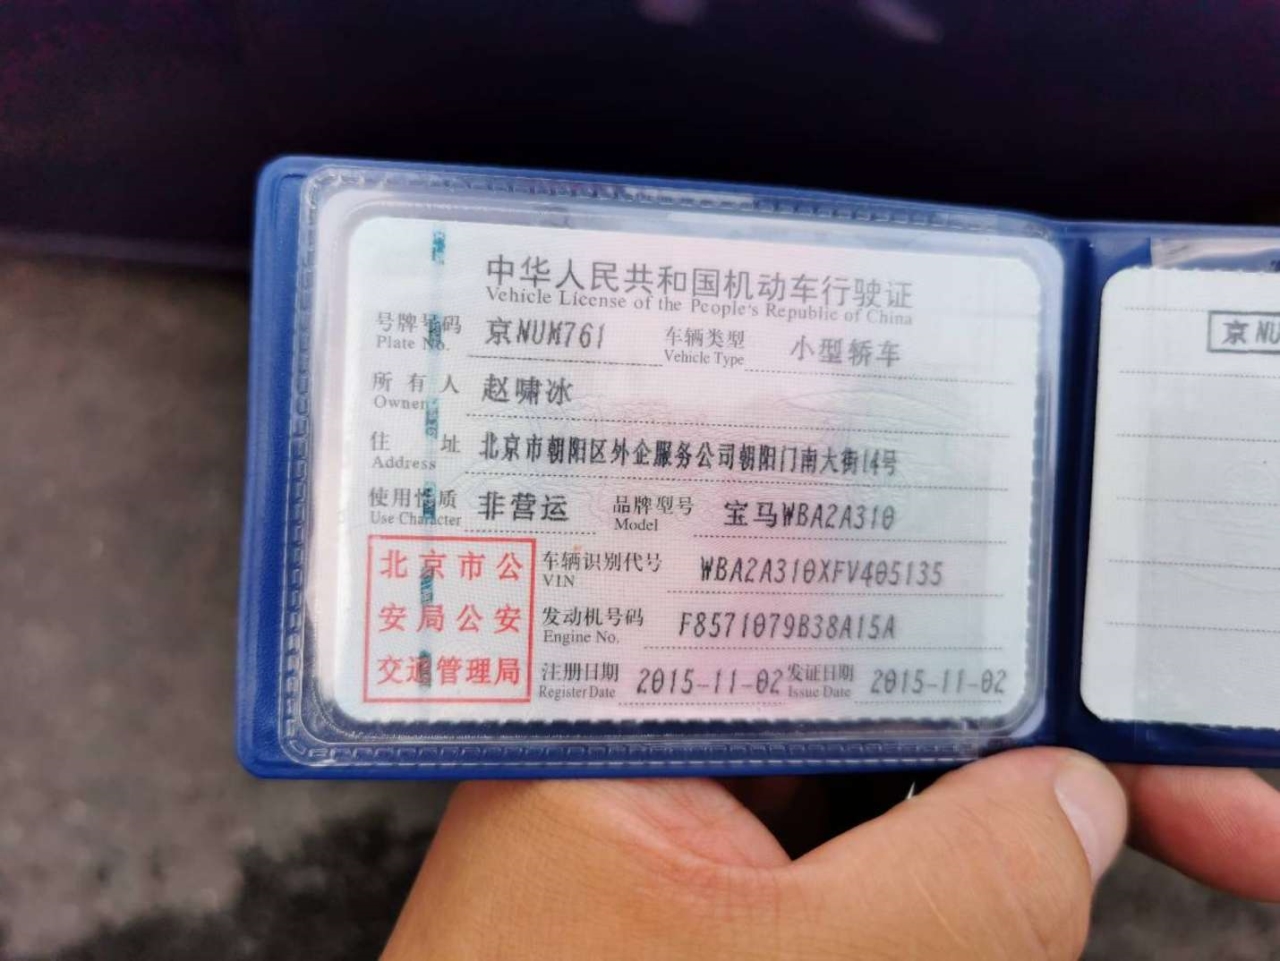 中华人民共和国机动车行驶证
Vehicle License of the People's Republic of China
号牌号码 京NUM761 车辆类型 小型轿车
Plate No. Vehicle Type
所有人 赵啸冰
Owner
住址 北京市朝阳区外企服务公司朝阳门南大街14号
Address
使用性质 非营运 品牌型号 宝马WBA2A310
Use Character Model
北京市公
安局公安
交通管理局
车辆识别代号 WBA2A310XFV405135
VIN
发动机号码 F8571079B38A15A
Engine No.
注册日期 2015-11-02 发证日期 2015-11-02
Register Date Issue Date
京NU